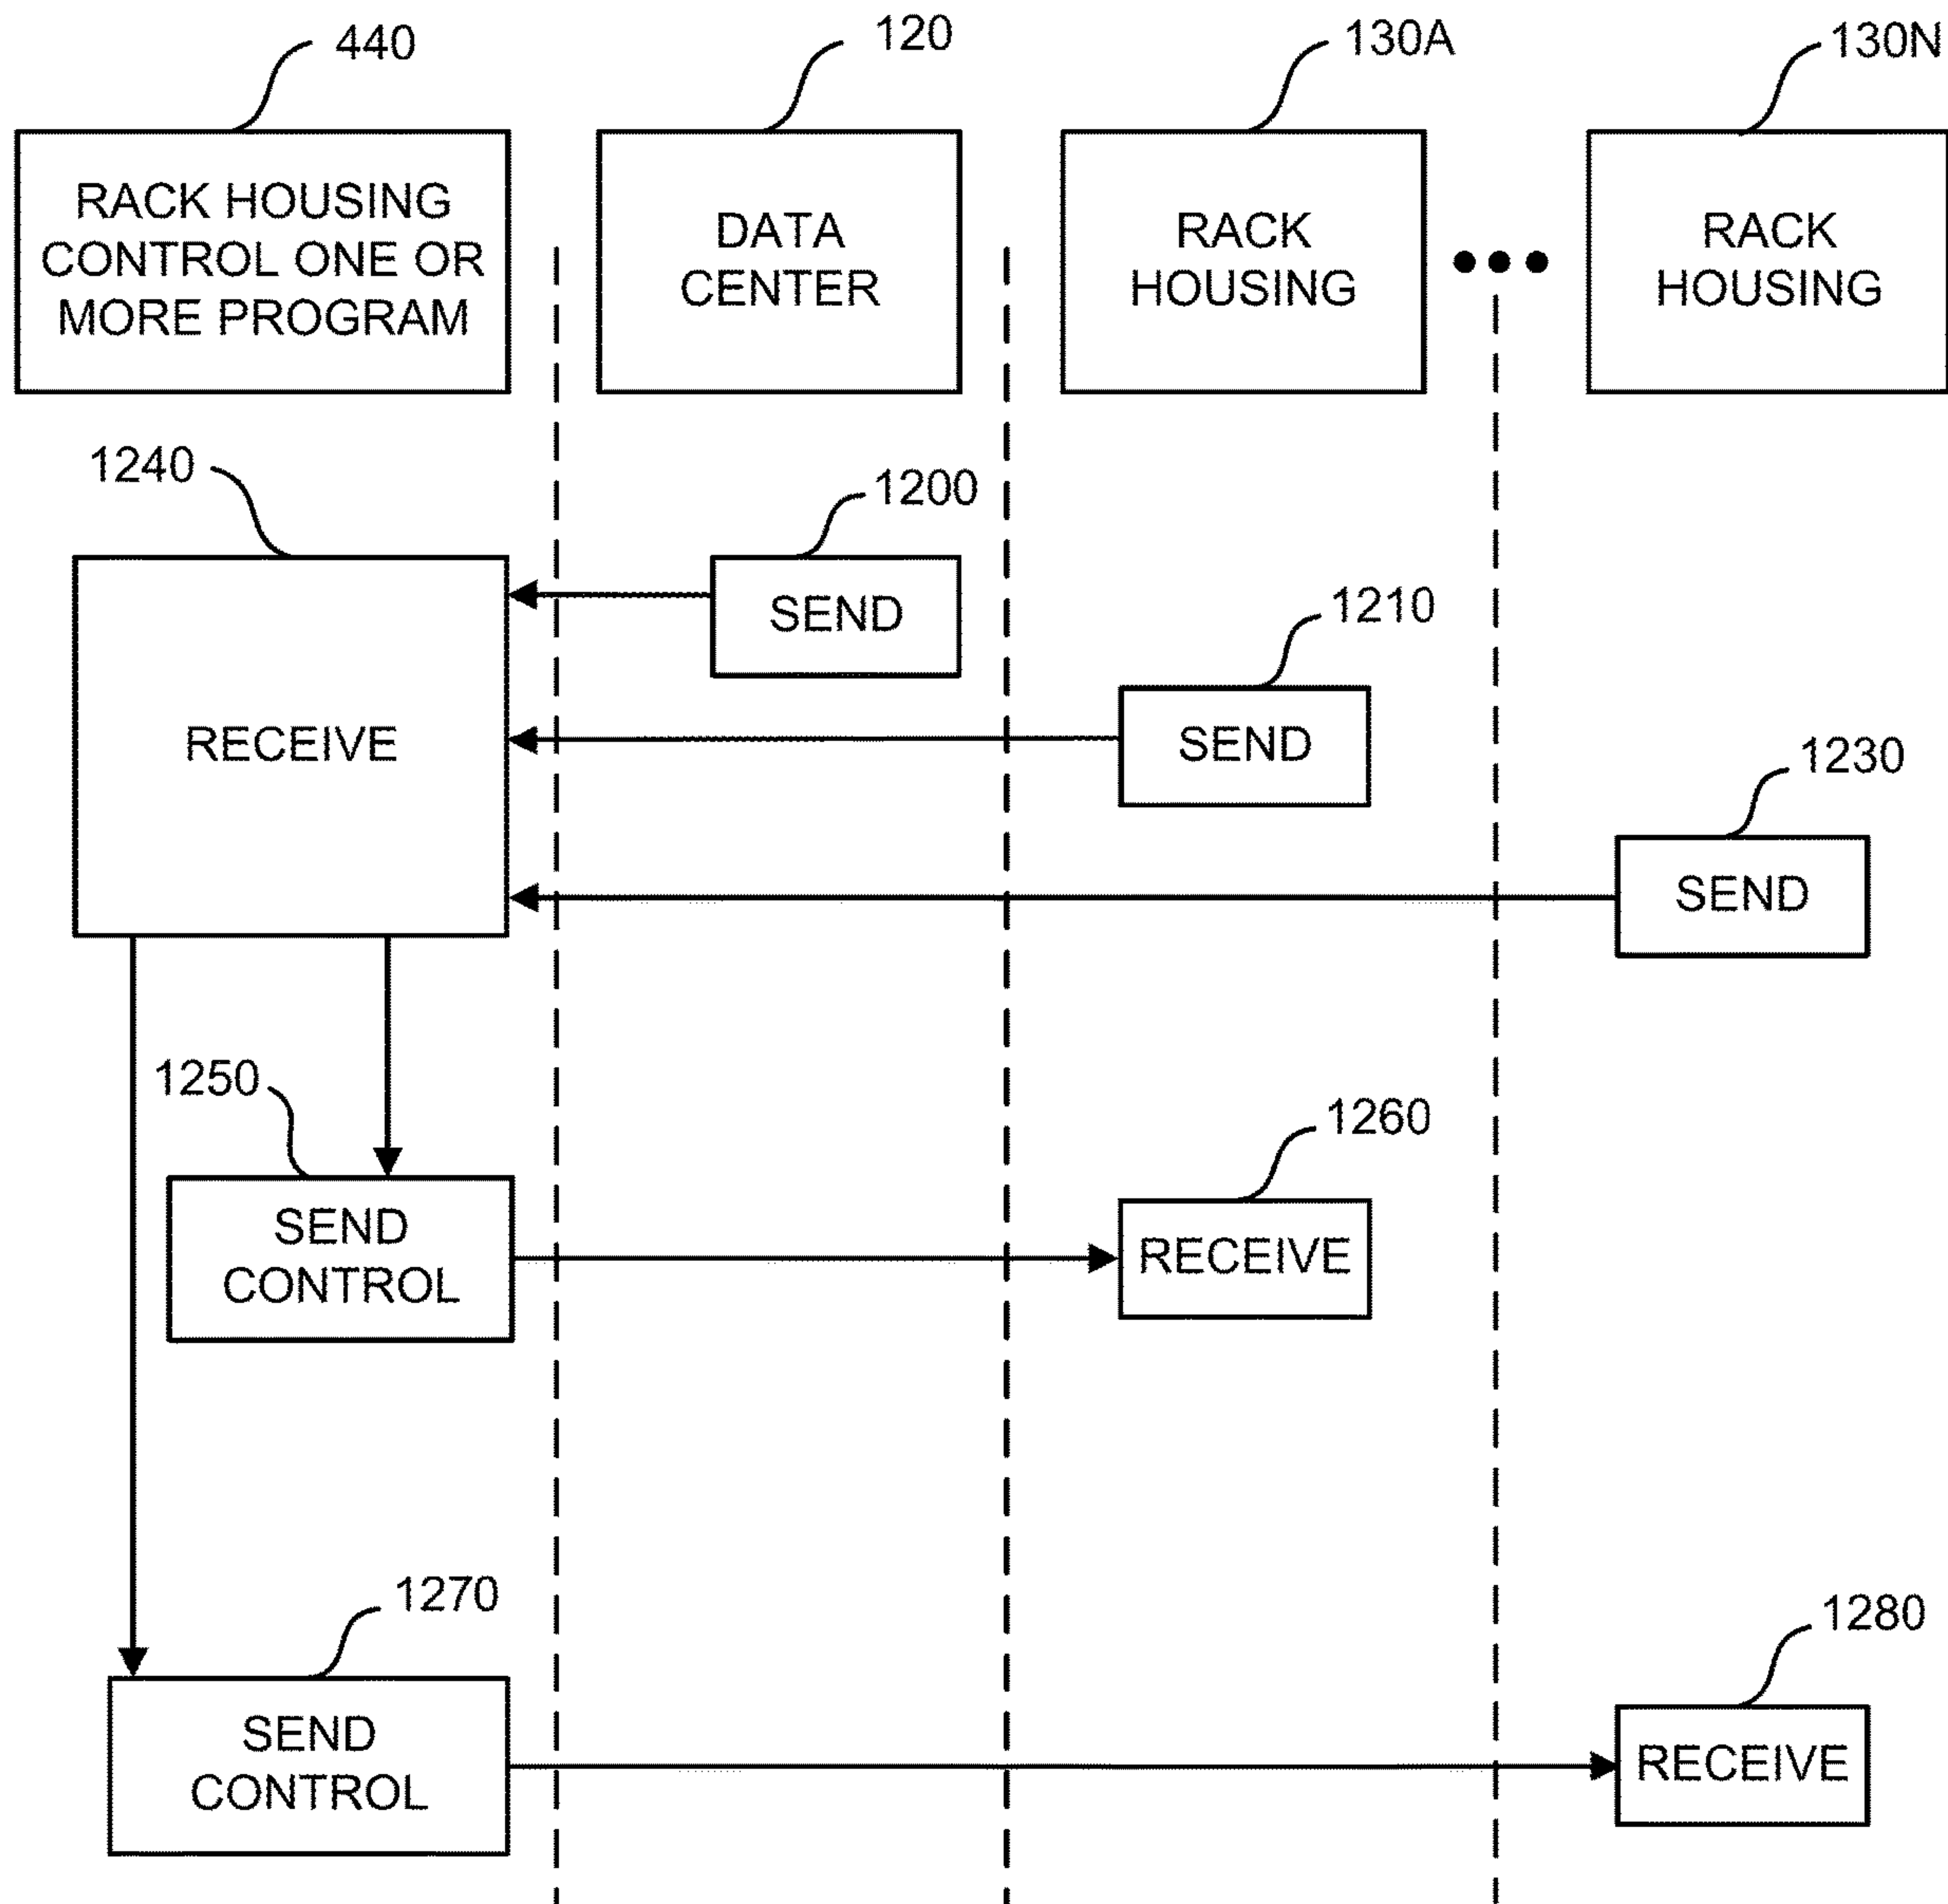 440
120
130A
130N
RACK HOUSING
CONTROL ONE OR
MORE PROGRAM
DATA
CENTER
RACK
HOUSING
RACK
HOUSING
1240
1200
SEND
1210
RECEIVE
SEND
1230
SEND
1250
1260
SEND
CONTROL
RECEIVE
1270
1280
SEND
CONTROL
RECEIVE